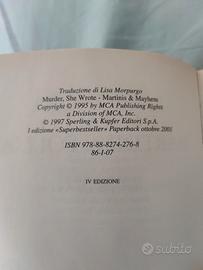 Traduzione di Lisa Morpurgo
Murder, She Wrote - Martinis & Mayhem
Copyright © 1995 by MCA Publishing Rights
a Division of MCA, Inc.
© 1997 Sperling & Kupfer Editori S.p.A.
I edizione «Superbestseller» Paperback ottobre 2001
ISBN 978-88-8274-276-8
86-I-07
IV EDIZIONE
subito